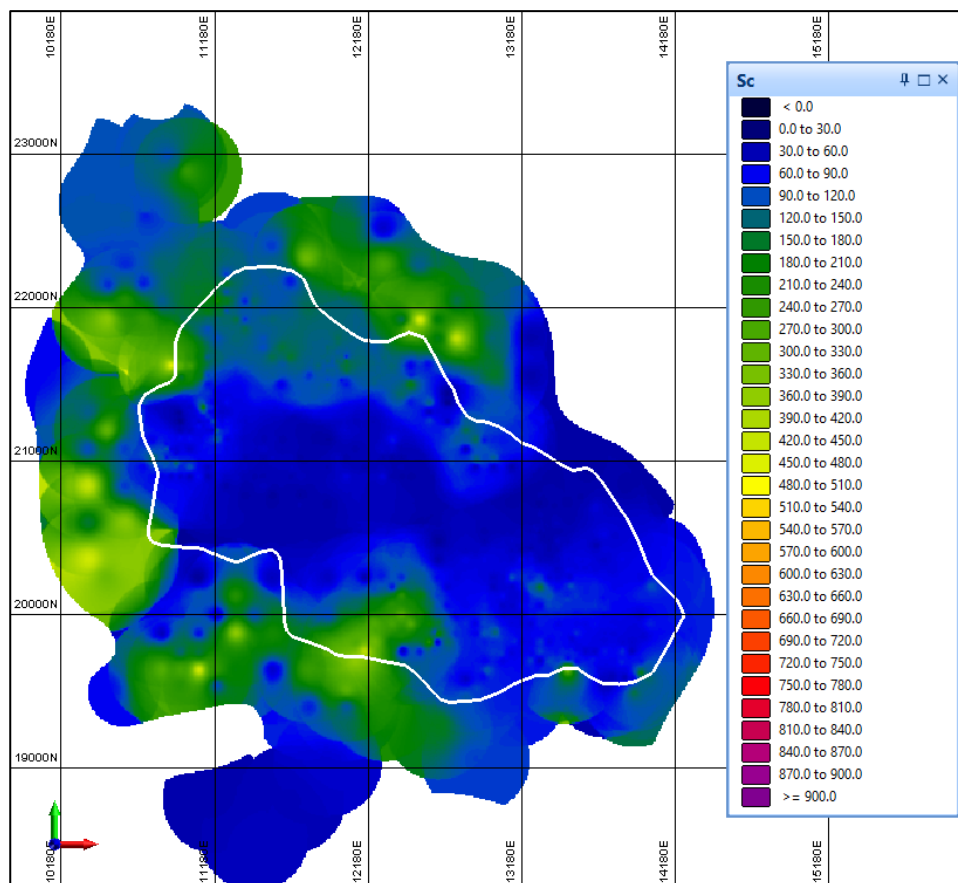 10180E
11180E
12180E
13180E
14180E
15180E
23000N
22000N
21000N
20000N
19000N
10180E
11180E
12180E
13180E
14180E
15180E
Sc
< 0.0
0.0 to 30.0
30.0 to 60.0
60.0 to 90.0
90.0 to 120.0
120.0 to 150.0
150.0 to 180.0
180.0 to 210.0
210.0 to 240.0
240.0 to 270.0
270.0 to 300.0
300.0 to 330.0
330.0 to 360.0
360.0 to 390.0
390.0 to 420.0
420.0 to 450.0
450.0 to 480.0
480.0 to 510.0
510.0 to 540.0
540.0 to 570.0
570.0 to 600.0
600.0 to 630.0
630.0 to 660.0
660.0 to 690.0
690.0 to 720.0
720.0 to 750.0
750.0 to 780.0
780.0 to 810.0
810.0 to 840.0
840.0 to 870.0
870.0 to 900.0
>= 900.0